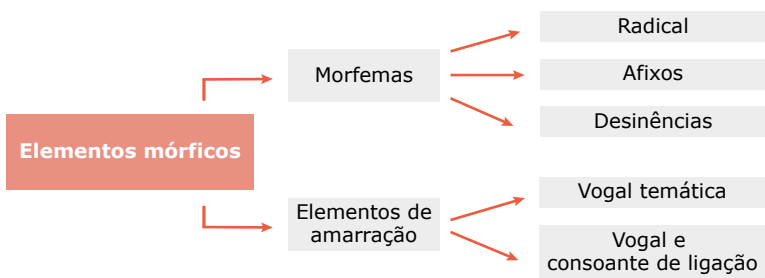 Elementos mórficos
Morfemas
Radical
Afixos
Desinências
Elementos de
amarração
Vogal temática
Vogal e
consoante de ligação